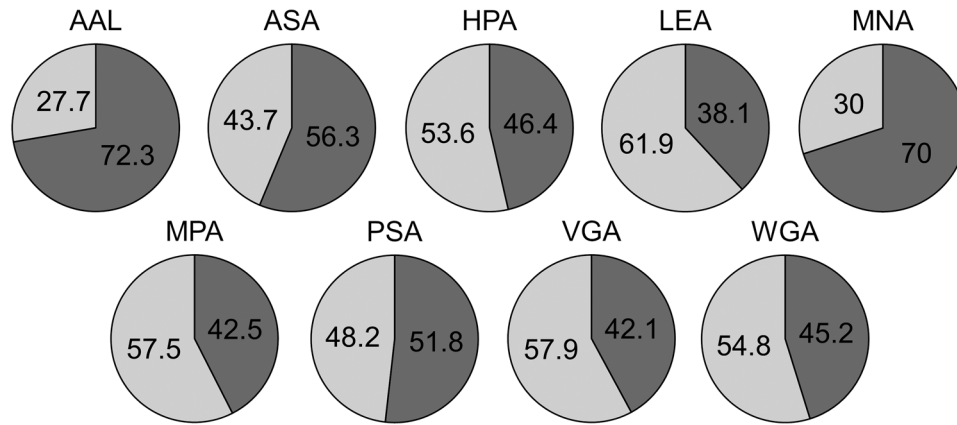 AAL ASA HPA LEA MNA
27.7 72.3 43.7 56.3 53.6 46.4 61.9 38.1 30 70
MPA PSA VGA WGA
57.5 42.5 48.2 51.8 57.9 42.1 54.8 45.2